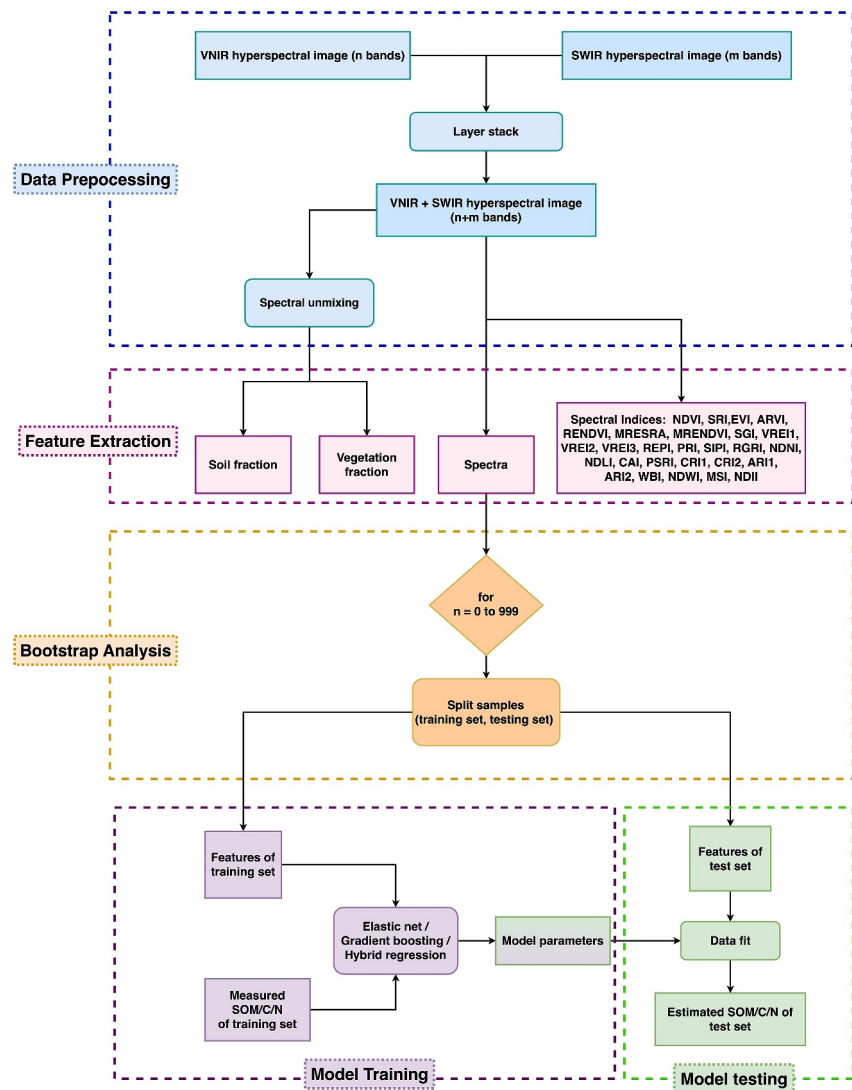 VNIR hyperspectral image (n bands)
SWIR hyperspectral image (m bands)
Layer stack
Data Prepocessing
VNIR + SWIR hyperspectral image
(n+m bands)
Spectral unmixing
Feature Extraction
Soil fraction
Vegetation
fraction
Spectra
Spectral Indices: NDVI, SRI,EVI, ARVI,
RENDVI, MRESRA, MRENDVI, SGI, VREI1,
VREI2, VREI3, REPI, PRI, SIPI, RGRI, NDNI,
NDLI, CAI, PSRI, CRI1, CRI2, ARI1,
ARI2, WBI, NDWI, MSI, NDII
for
n = 0 to 999
Bootstrap Analysis
Split samples
(training set, testing set)
Features of
training set
Features of
test set
Elastic net /
Gradient boosting /
Hybrid regression
Model parameters
Data fit
Measured
SOM/C/N
of training set
Estimated SOM/C/N of
test set
Model Training
Model testing